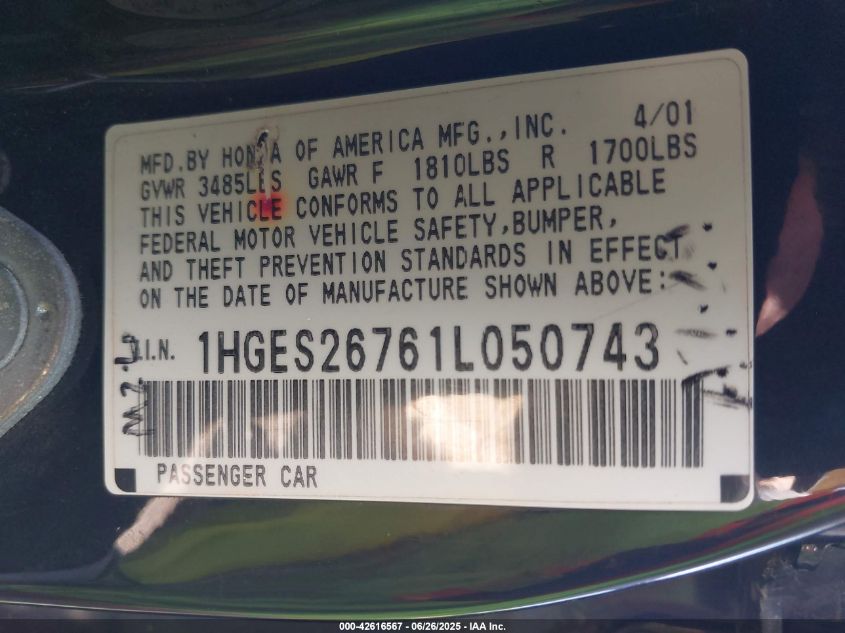 MFD.BY HONDA OF AMERICA MFG.,INC. 4/01
GVWR 3485LBS GAWR F 1810LBS R 1700LBS
THIS VEHICLE CONFORMS TO ALL APPLICABLE
FEDERAL MOTOR VEHICLE SAFETY,BUMPER,
AND THEFT PREVENTION STANDARDS IN EFFECT
ON THE DATE OF MANUFACTURE SHOWN ABOVE:
V.I.N. 1HGES26761L050743
PASSENGER CAR
000-42616567 - 06/26/2025 - IAA Inc.